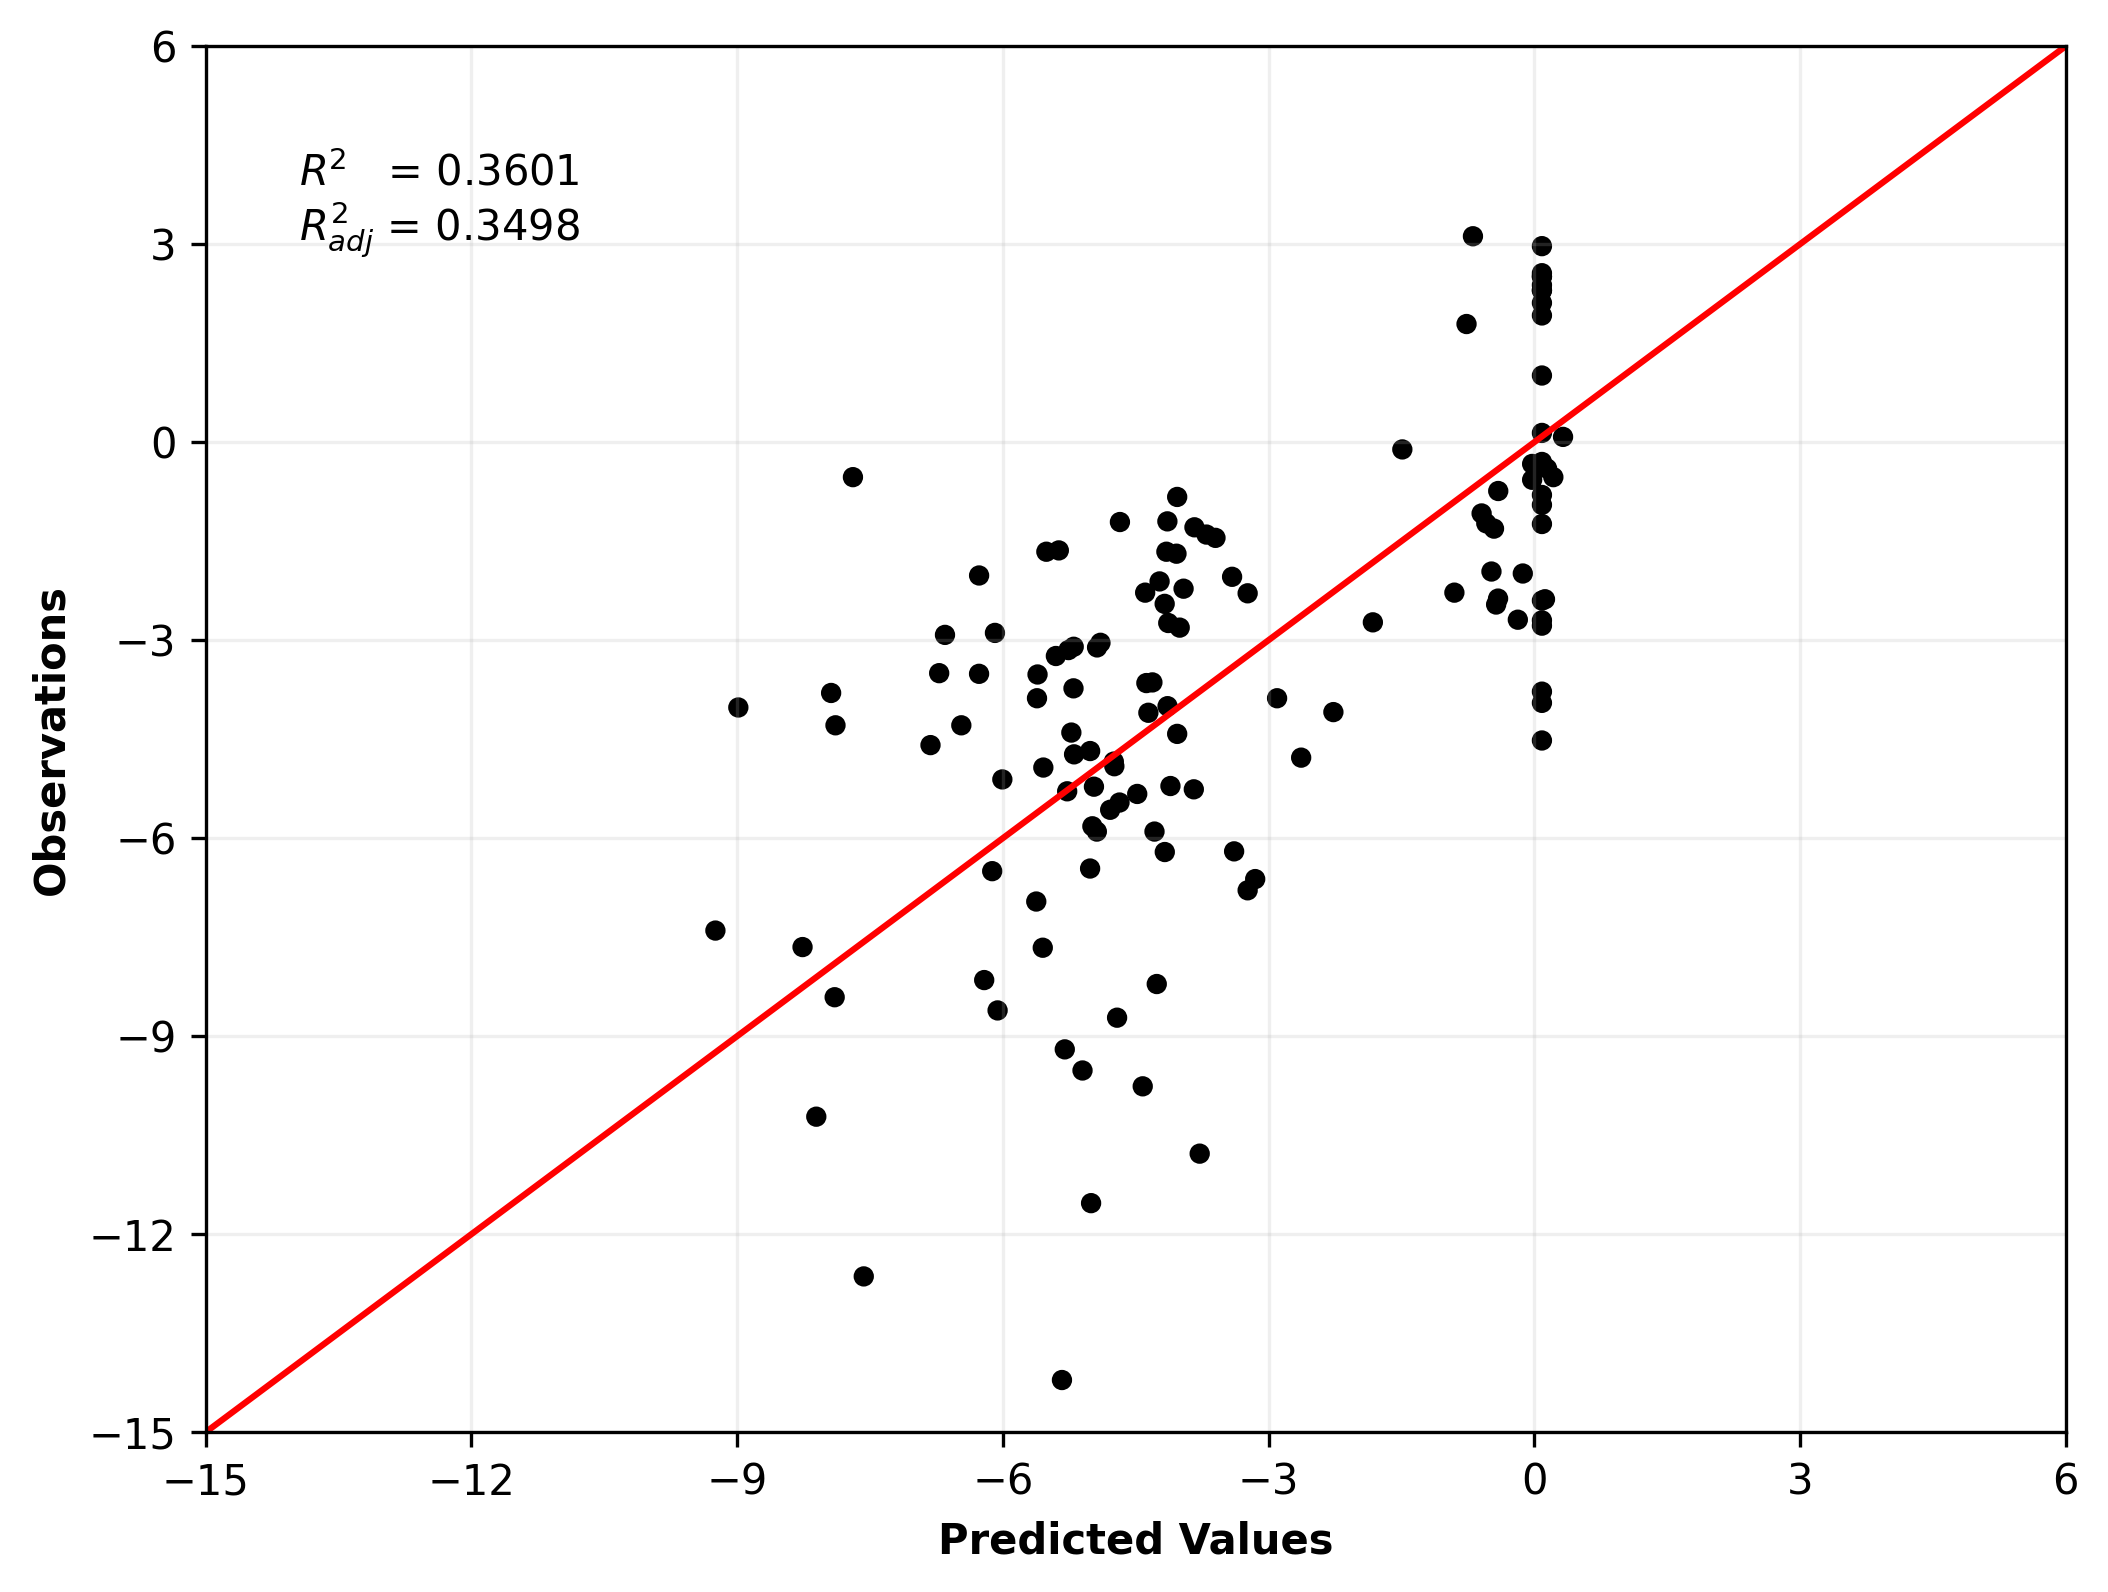 R² = 0.3601
R²adj = 0.3498
6
3
0
−3
−6
−9
−12
−15
Observations
−15 −12 −9 −6 −3 0 3 6
Predicted Values